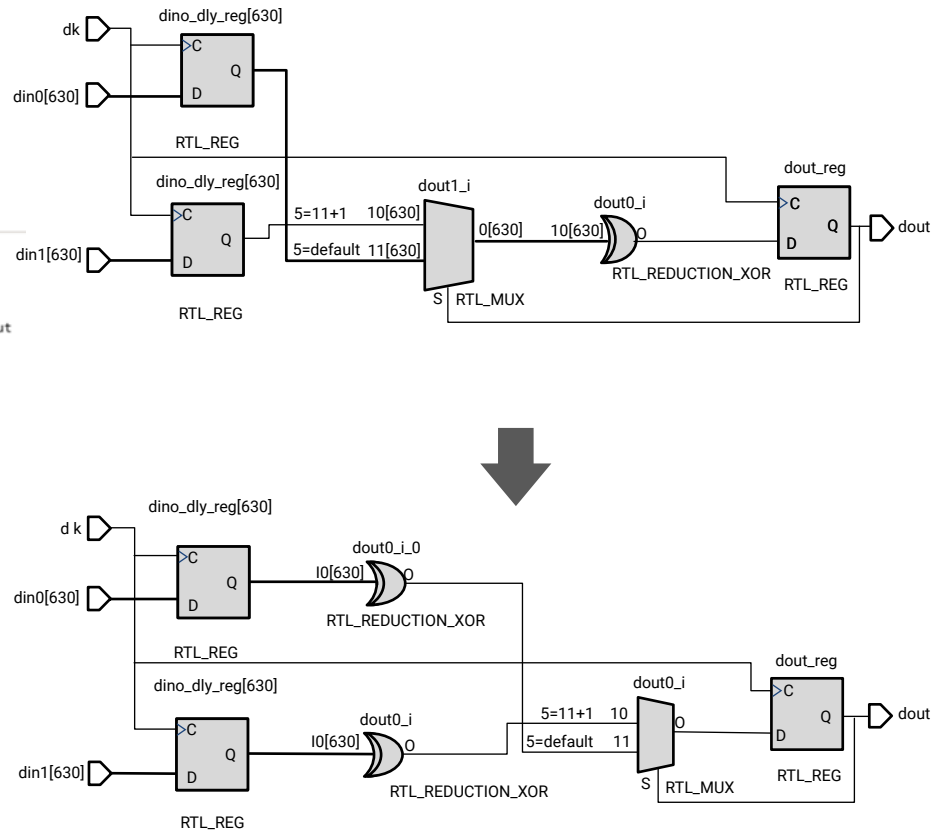 dino_dly_reg[630]
dk
C
Q
din0[630]
D
RTL_REG
dino_dly_reg[630]
dout_reg
dout1_i
C
5=11+1 10[630]
dout0_i
C
Q
0[630]
10[630]
O
Q
dout
din1[630]
D
5=default 11[630]
D
RTL_REDUCTION_XOR
S RTL_MUX
RTL_REG
RTL_REG
ut
dino_dly_reg[630]
d k
dout0_i_0
C
I0[630]
O
Q
din0[630]
D
RTL_REDUCTION_XOR
RTL_REG
dout_reg
dino_dly_reg[630]
dout0_i
C
dout0_i
5=11+1 10
C
I0[630]
O
O
Q
dout
Q
5=default 11
D
din1[630]
D
RTL_REG
S RTL_MUX
RTL_REDUCTION_XOR
RTL_REG